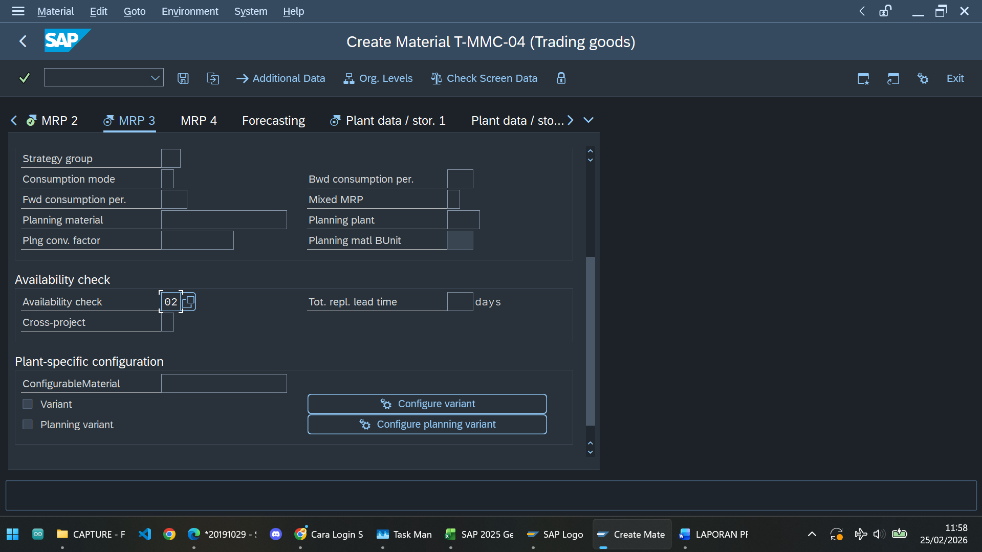 Material Edit Goto Environment System Help
SAP Create Material T-MMC-04 (Trading goods)
Additional Data Org. Levels Check Screen Data Exit
MRP 2 MRP 3 MRP 4 Forecasting Plant data / stor. 1 Plant data / sto...
Strategy group
Consumption mode Bwd consumption per.
Fwd consumption per. Mixed MRP
Planning material Planning plant
Plng conv. factor Planning matl BUnit
Availability check
Availability check 02 Tot. repl. lead time days
Cross-project
Plant-specific configuration
ConfigurableMaterial
Variant Configure variant
Planning variant Configure planning variant
CAPTURE - F *20191029 - Cara Login S Task Man SAP 2025 Ge SAP Logo Create Mate LAPORAN PR
11:58
25/02/2026